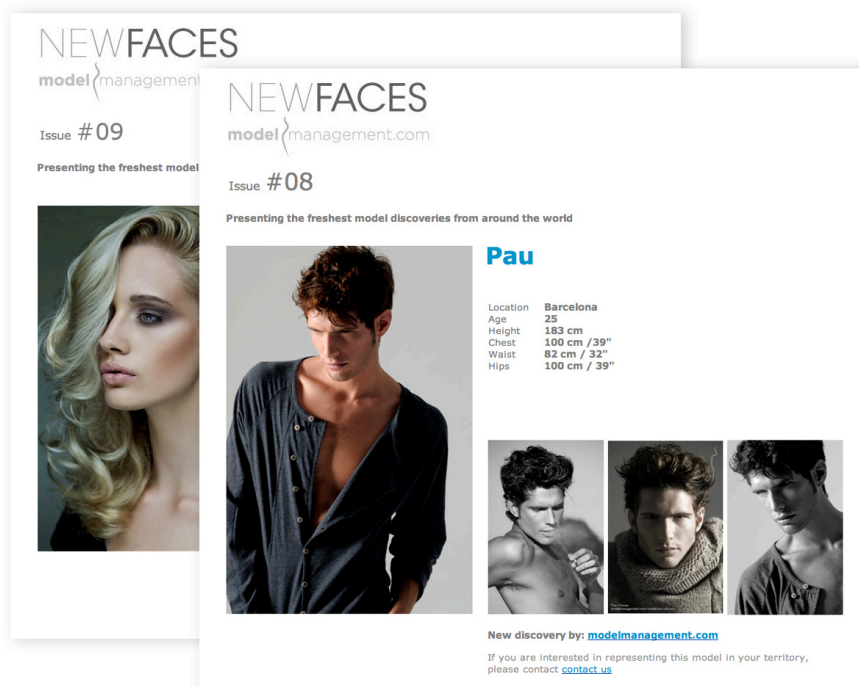 NEWFACES
model management
Issue #09
Presenting the freshest model
NEWFACES
model management.com
Issue #08
Presenting the freshest model discoveries from around the world
Pau
Location Barcelona
Age 25
Height 183 cm
Chest 100 cm /39"
Waist 82 cm / 32"
Hips 100 cm / 39"
New discovery by: modelmanagement.com
If you are interested in representing this model in your territory,
please contact contact us